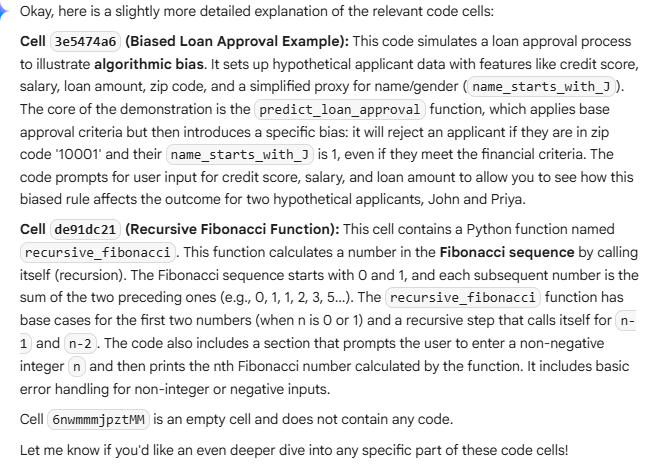 Okay, here is a slightly more detailed explanation of the relevant code cells:
Cell 3e5474a6 (Biased Loan Approval Example): This code simulates a loan approval process
to illustrate algorithmic bias. It sets up hypothetical applicant data with features like credit score,
salary, loan amount, zip code, and a simplified proxy for name/gender ( name_starts_with_J ).
The core of the demonstration is the predict_loan_approval function, which applies base
approval criteria but then introduces a specific bias: it will reject an applicant if they are in zip
code '10001' and their name_starts_with_J is 1, even if they meet the financial criteria. The
code prompts for user input for credit score, salary, and loan amount to allow you to see how this
biased rule affects the outcome for two hypothetical applicants, John and Priya.
Cell de91dc21 (Recursive Fibonacci Function): This cell contains a Python function named
recursive_fibonacci . This function calculates a number in the Fibonacci sequence by calling
itself (recursion). The Fibonacci sequence starts with 0 and 1, and each subsequent number is the
sum of the two preceding ones (e.g., 0, 1, 1, 2, 3, 5...). The recursive_fibonacci function has
base cases for the first two numbers (when n is 0 or 1) and a recursive step that calls itself for n-
1 and n-2 . The code also includes a section that prompts the user to enter a non-negative
integer n and then prints the nth Fibonacci number calculated by the function. It includes basic
error handling for non-integer or negative inputs.
Cell 6nwmmmjpztMM is an empty cell and does not contain any code.
Let me know if you'd like an even deeper dive into any specific part of these code cells!